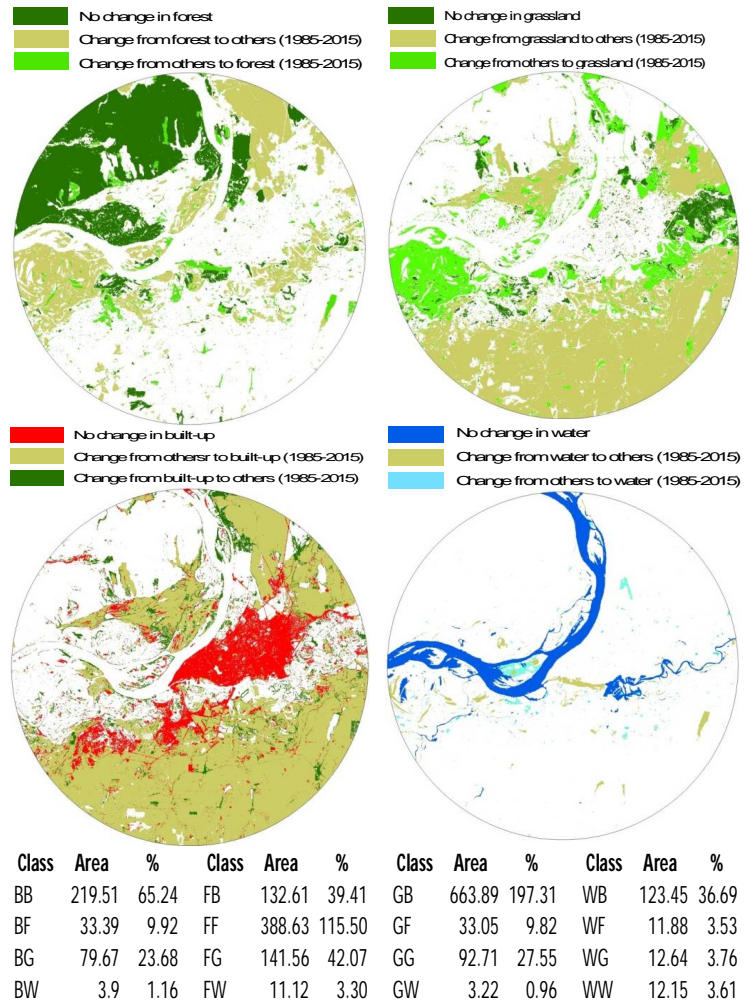 No change in forest
Change from forest to others (1985-2015)
Change from others to forest (1985-2015)
No change in grassland
Change from grassland to others (1985-2015)
Change from others to grassland (1985-2015)
No change in built-up
Change from othersr to built-up (1985-2015)
Change from built-up to others (1985-2015)
No change in water
Change from water to others (1985-2015)
Change from others to water (1985-2015)
Class Area % Class Area % Class Area % Class Area %
BB 219.51 65.24 FB 132.61 39.41 GB 663.89 197.31 WB 123.45 36.69
BF 33.39 9.92 FF 388.63 115.50 GF 33.05 9.82 WF 11.88 3.53
BG 79.67 23.68 FG 141.56 42.07 GG 92.71 27.55 WG 12.64 3.76
BW 3.9 1.16 FW 11.12 3.30 GW 3.22 0.96 WW 12.15 3.61